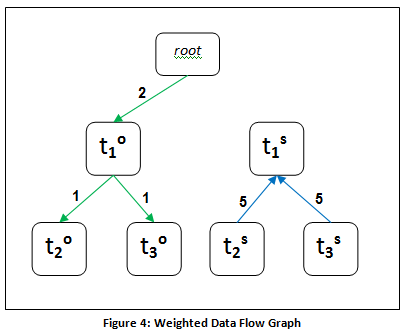 root
2
t₁ᵒ
t₁ˢ
1
1
5
5
t₂ᵒ
t₃ᵒ
t₂ˢ
t₃ˢ
Figure 4: Weighted Data Flow Graph